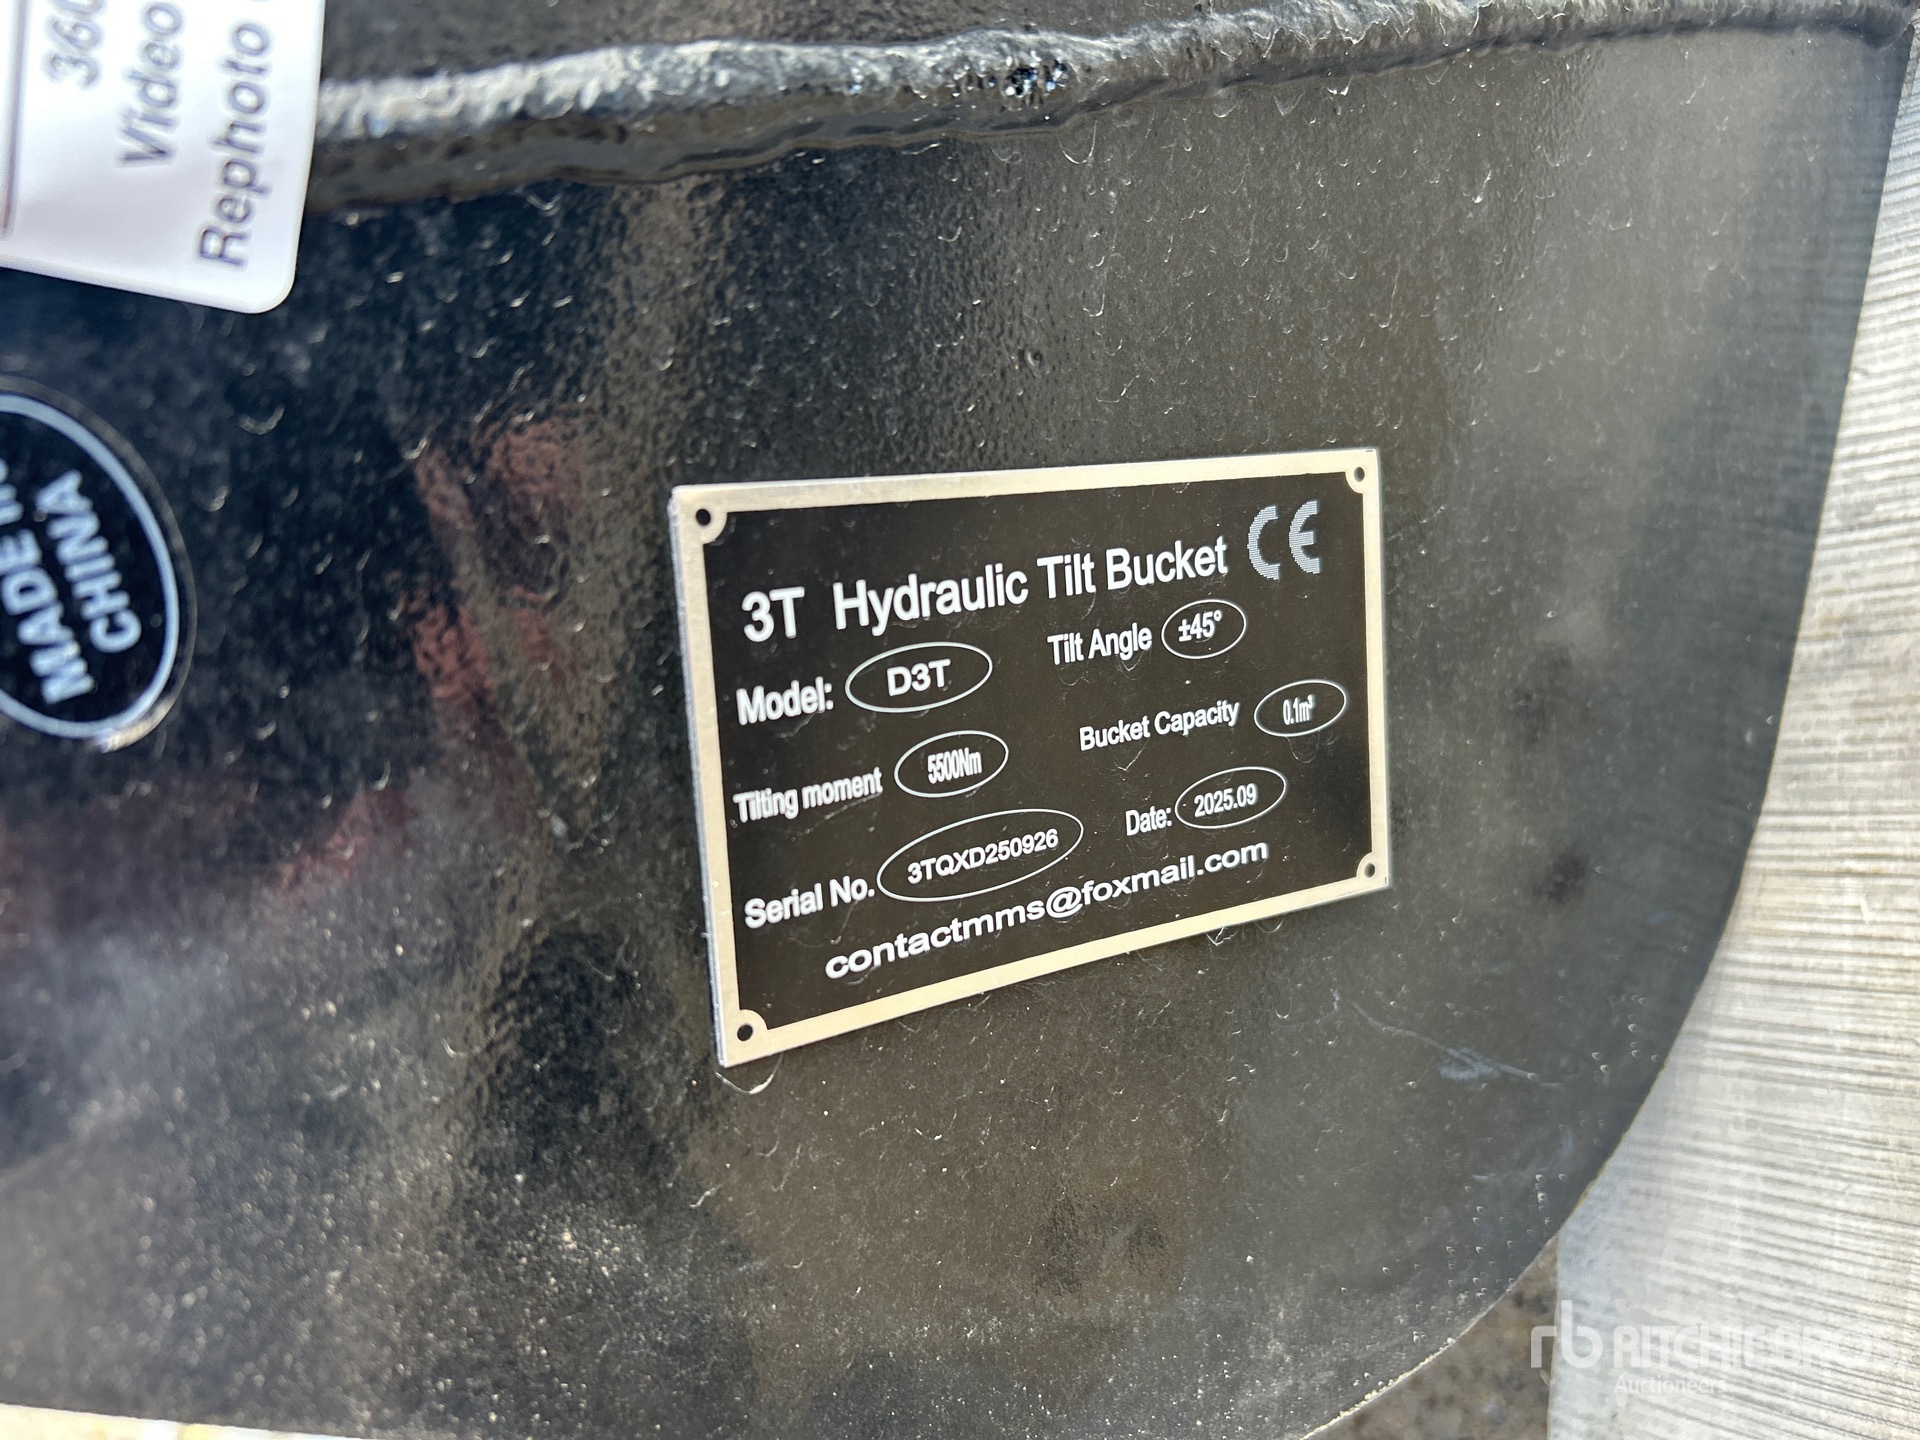 360
Video
Rephoto
MADE IN
CHINA
3T Hydraulic Tilt Bucket CE
Model: D3T Tilt Angle ±45°
Tilting moment 5500Nm Bucket Capacity 0.1m³
Serial No. 3TQXD250926 Date: 2025.09
contactmms@foxmail.com
rb RITCHIE BROS.
Auctioneers